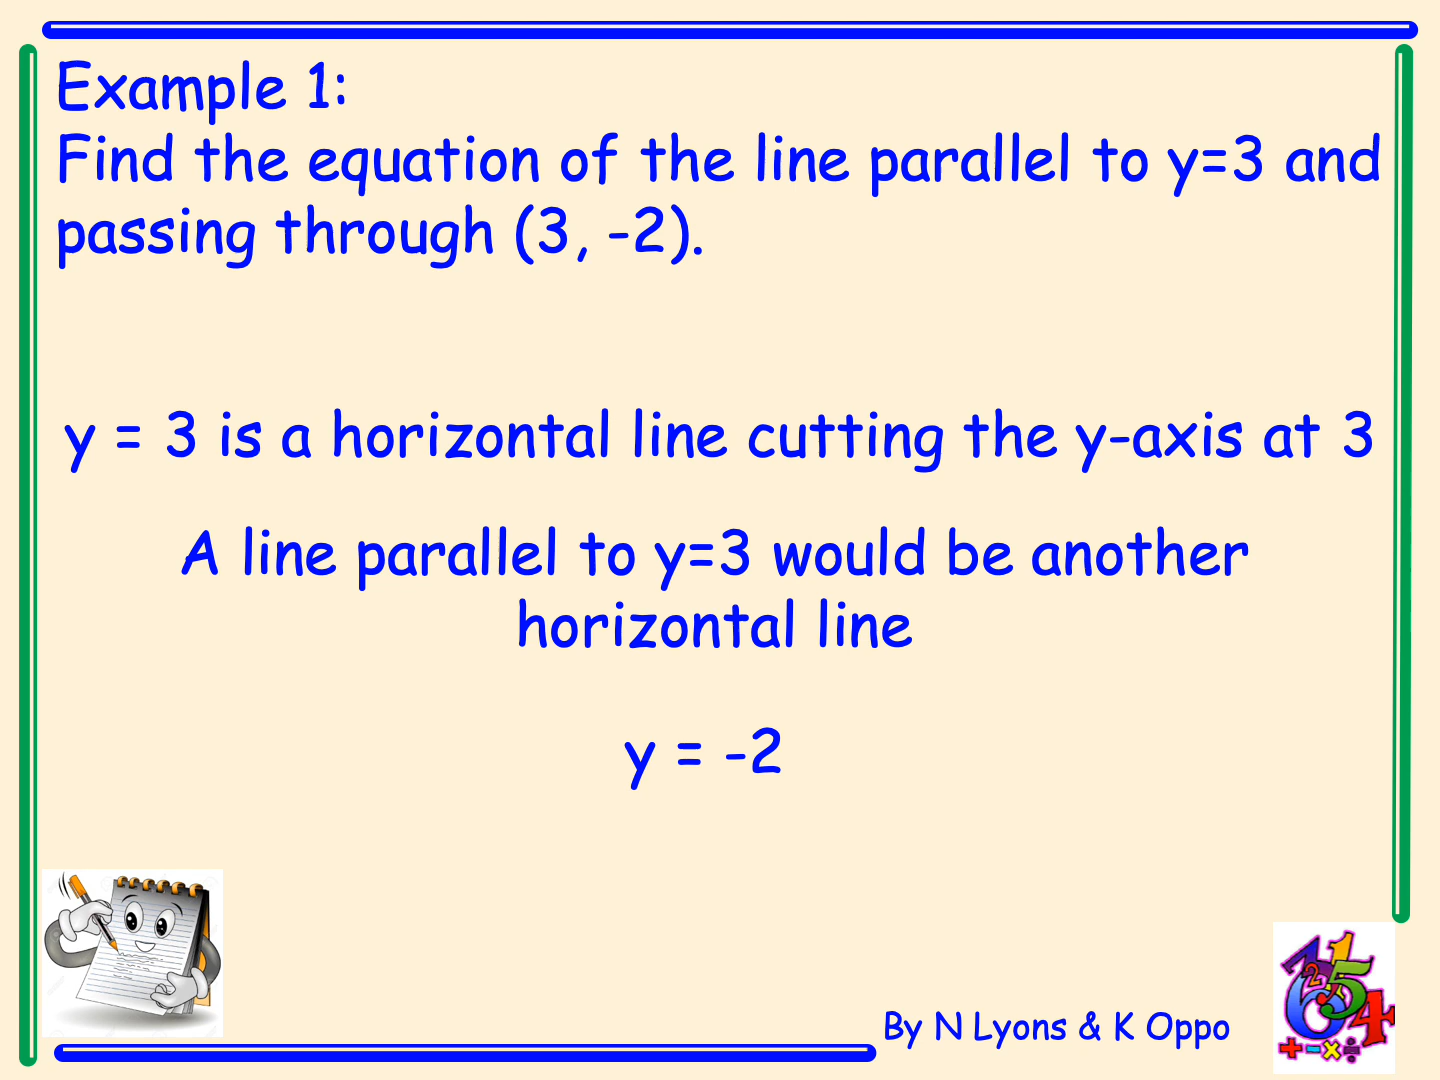 Example 1:
Find the equation of the line parallel to y=3 and
passing through (3, -2).
y = 3 is a horizontal line cutting the y-axis at 3
A line parallel to y=3 would be another
horizontal line
y = -2
By N Lyons & K Oppo